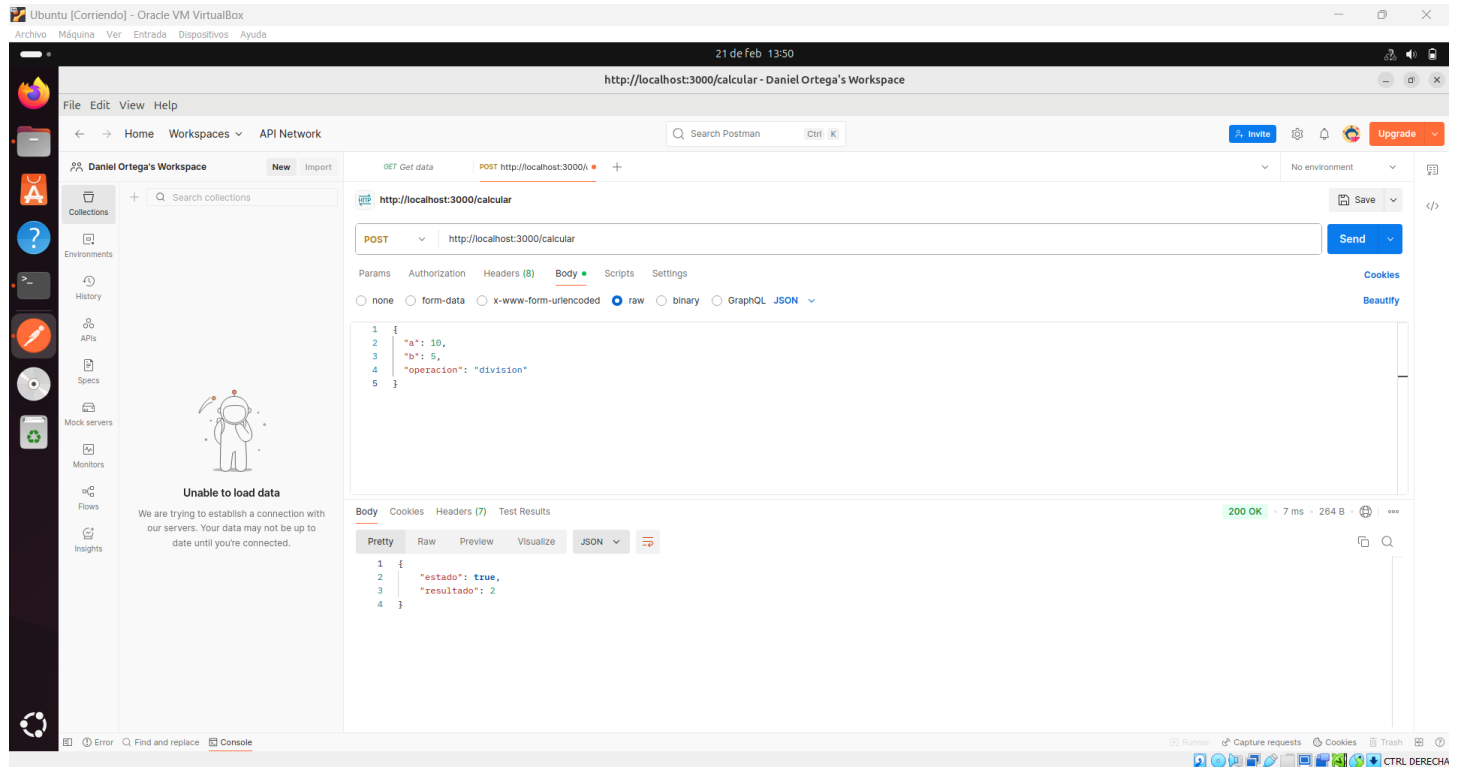 Ubuntu [Corriendo] - Oracle VM VirtualBox
Archivo Máquina Ver Entrada Dispositivos Ayuda
21 de feb 13:50
http://localhost:3000/calcular - Daniel Ortega's Workspace
File Edit View Help
Home Workspaces API Network
Search Postman Ctrl K
Invite
Upgrade
Daniel Ortega's Workspace New Import
GET Get data
POST http://localhost:3000/
No environment
Collections
Search collections
HTTP http://localhost:3000/calcular
Save
Environments
POST http://localhost:3000/calcular
Send
Params Authorization Headers (8) Body Scripts Settings
Cookies
History
none form-data x-www-form-urlencoded raw binary GraphQL JSON
Beautify
APIs
1 {
2 "a": 10,
3 "b": 5,
4 "operacion": "division"
5 }
Specs
Mock servers
Monitors
Flows
Insights
Unable to load data
We are trying to establish a connection with
our servers. Your data may not be up to
date until you're connected.
Body Cookies Headers (7) Test Results
200 OK 7 ms 264 B
Pretty Raw Preview Visualize JSON
1 {
2 "estado": true,
3 "resultado": 2
4 }
Error Find and replace Console
Runner Capture requests Cookies Trash
CTRL DERECHA